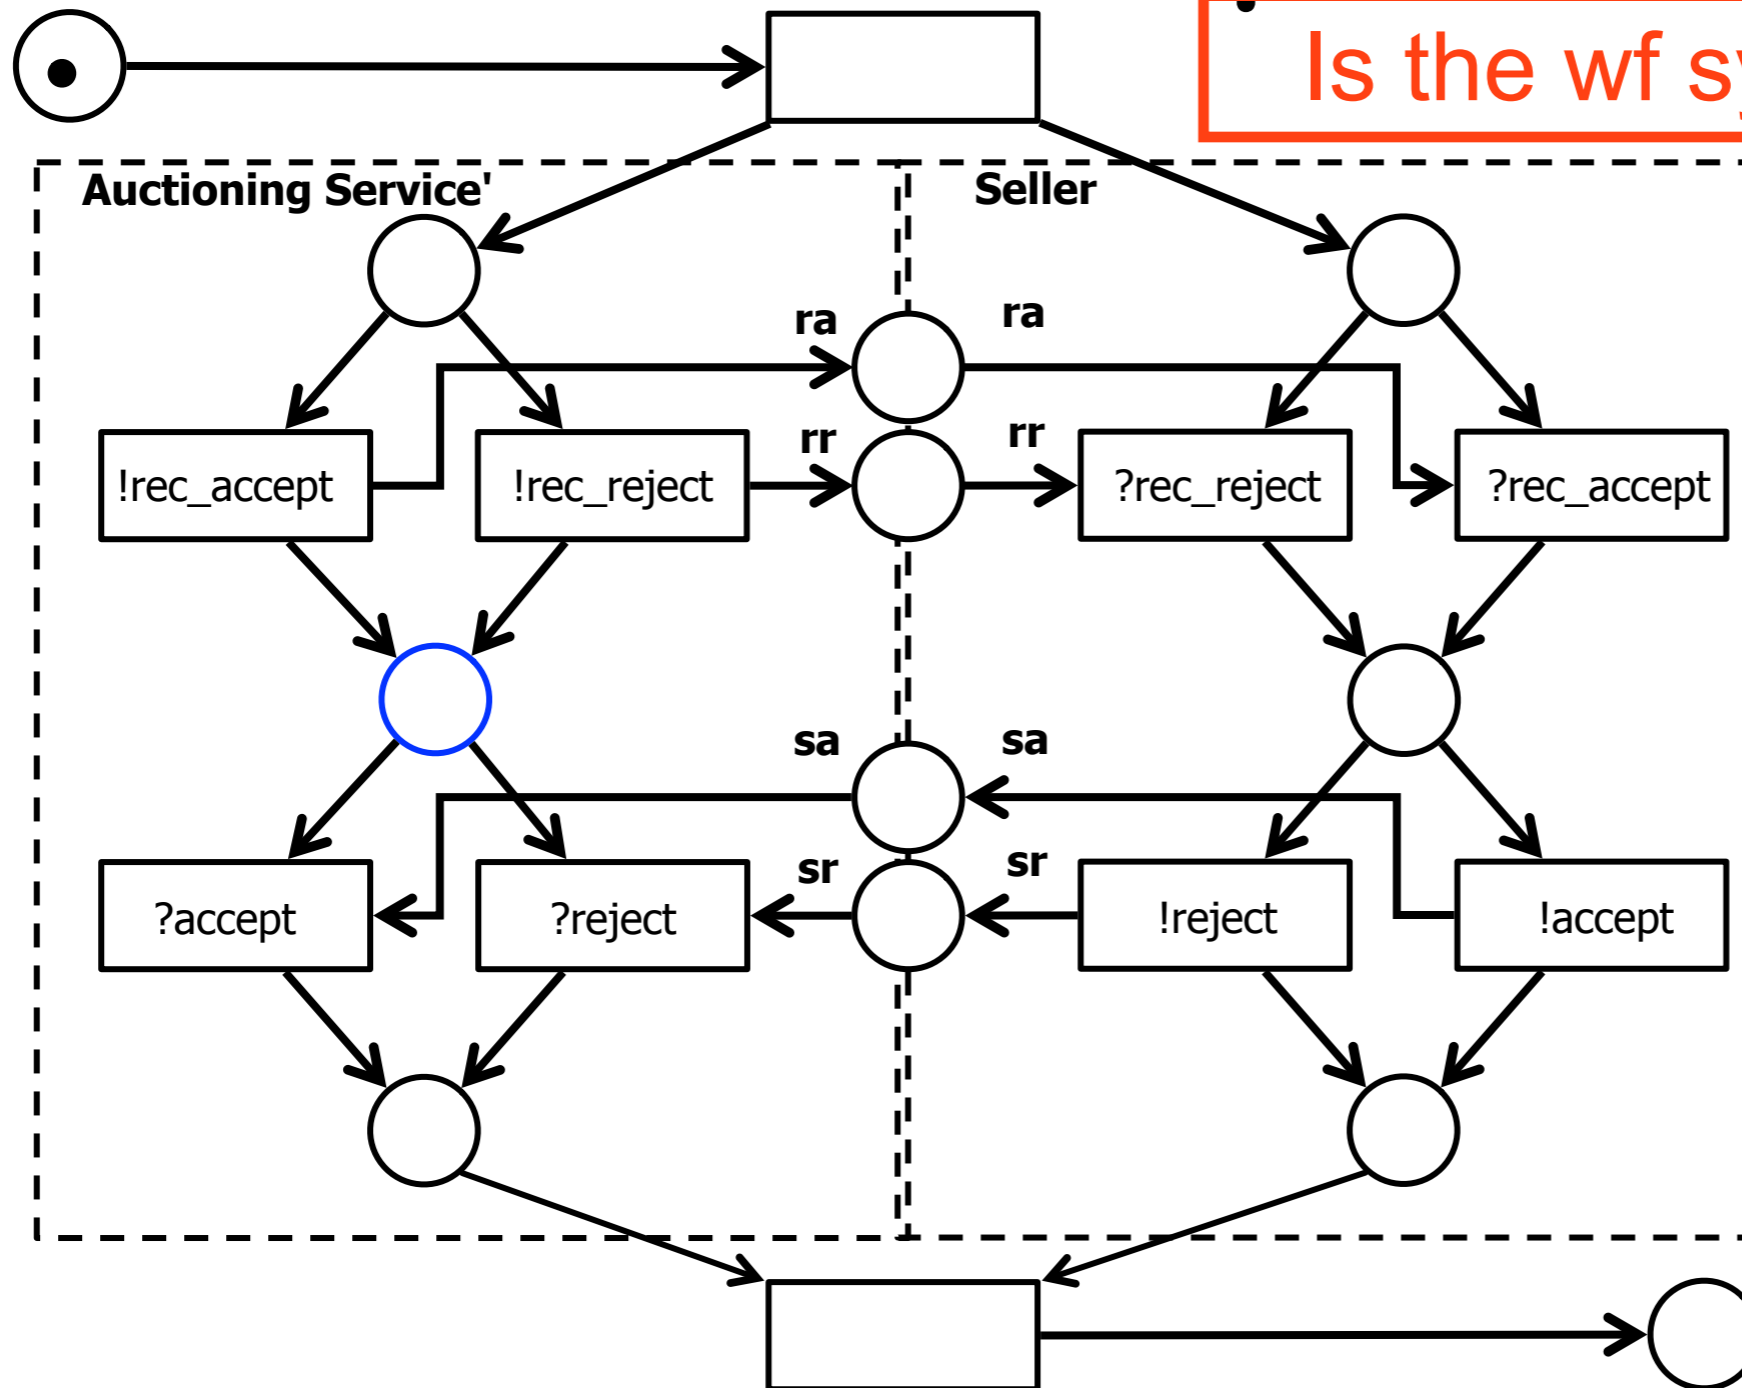 Is the wf
Auctioning Service'
Seller
ra
ra
rr
rr
!rec_accept
!rec_reject
?rec_reject
?rec_accept
sa
sa
sr
sr
?accept
?reject
!reject
!accept